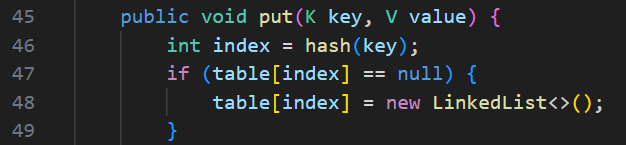 45 public void put(K key, V value) {
46 int index = hash(key);
47 if (table[index] == null) {
48 table[index] = new LinkedList<>();
49 }